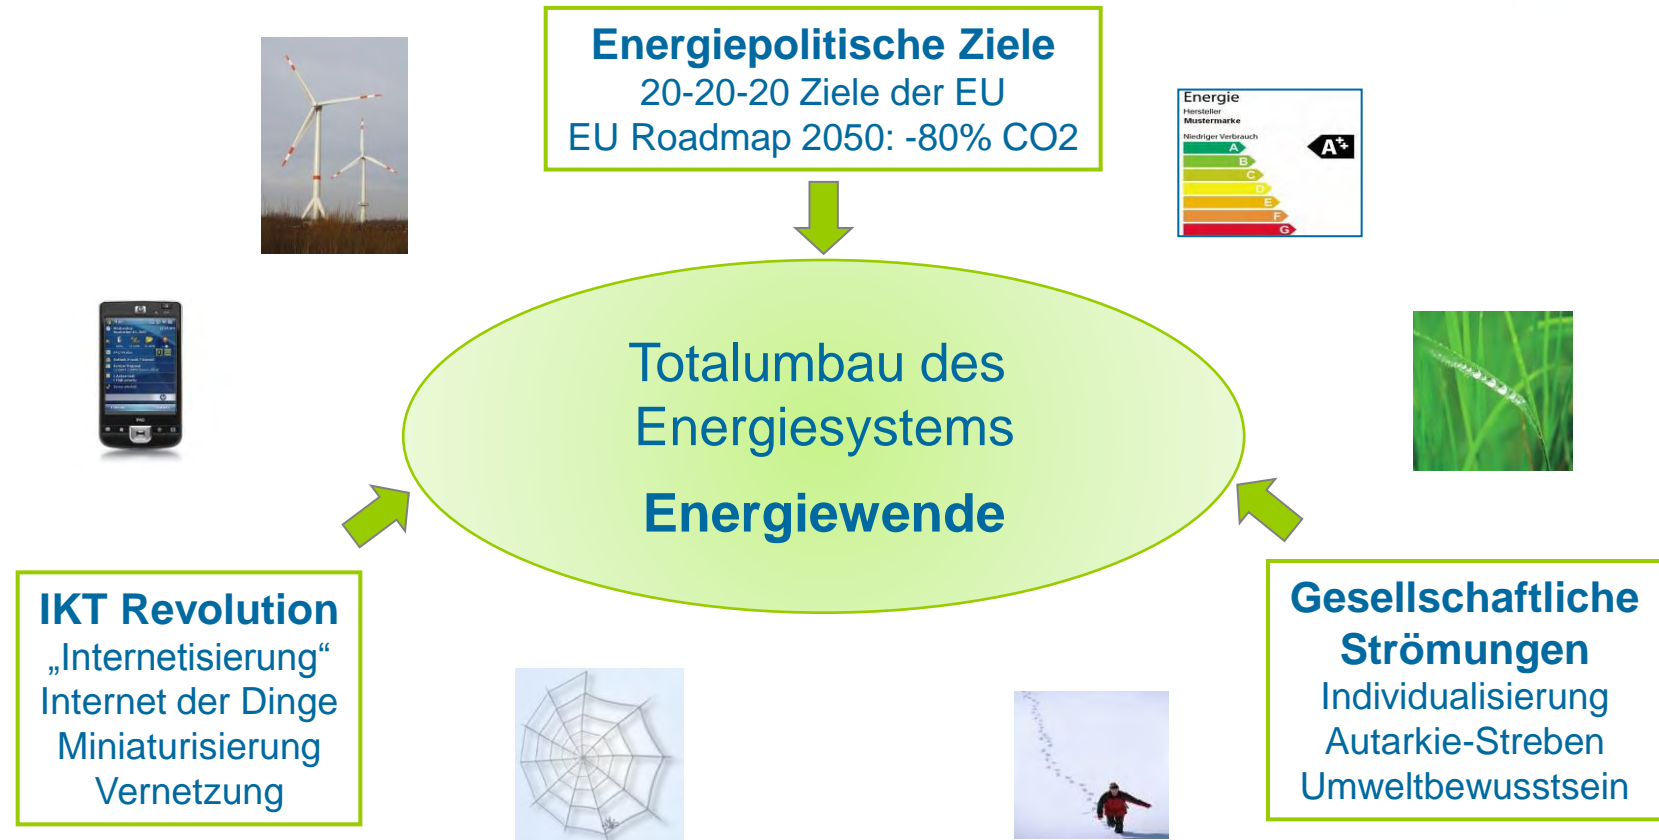 Energiepolitische Ziele
20-20-20 Ziele der EU
EU Roadmap 2050: -80% CO2
Energie
Hersteller
Mustermarke
Niedriger Verbrauch
A
B
C
D
E
F
G
A++
Totalumbau des
Energiesystems
Energiewende
IKT Revolution
„Internetisierung“
Internet der Dinge
Miniaturisierung
Vernetzung
Gesellschaftliche
Strömungen
Individualisierung
Autarkie-Streben
Umweltbewusstsein